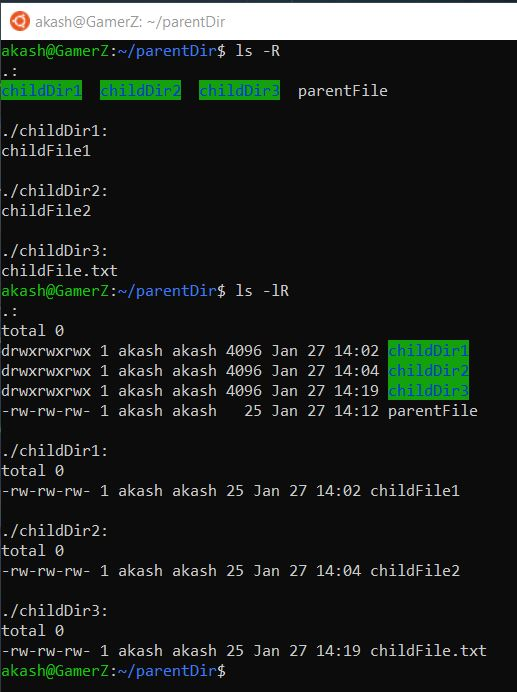 akash@GamerZ: ~/parentDir
akash@GamerZ:~/parentDir$ ls -R
.:
childDir1  childDir2  childDir3  parentFile

./childDir1:
childFile1

./childDir2:
childFile2

./childDir3:
childFile.txt
akash@GamerZ:~/parentDir$ ls -lR
.:
total 0
drwxrwxrwx 1 akash akash 4096 Jan 27 14:02 childDir1
drwxrwxrwx 1 akash akash 4096 Jan 27 14:04 childDir2
drwxrwxrwx 1 akash akash 4096 Jan 27 14:19 childDir3
-rw-rw-rw- 1 akash akash   25 Jan 27 14:12 parentFile

./childDir1:
total 0
-rw-rw-rw- 1 akash akash 25 Jan 27 14:02 childFile1

./childDir2:
total 0
-rw-rw-rw- 1 akash akash 25 Jan 27 14:04 childFile2

./childDir3:
total 0
-rw-rw-rw- 1 akash akash 25 Jan 27 14:19 childFile.txt
akash@GamerZ:~/parentDir$